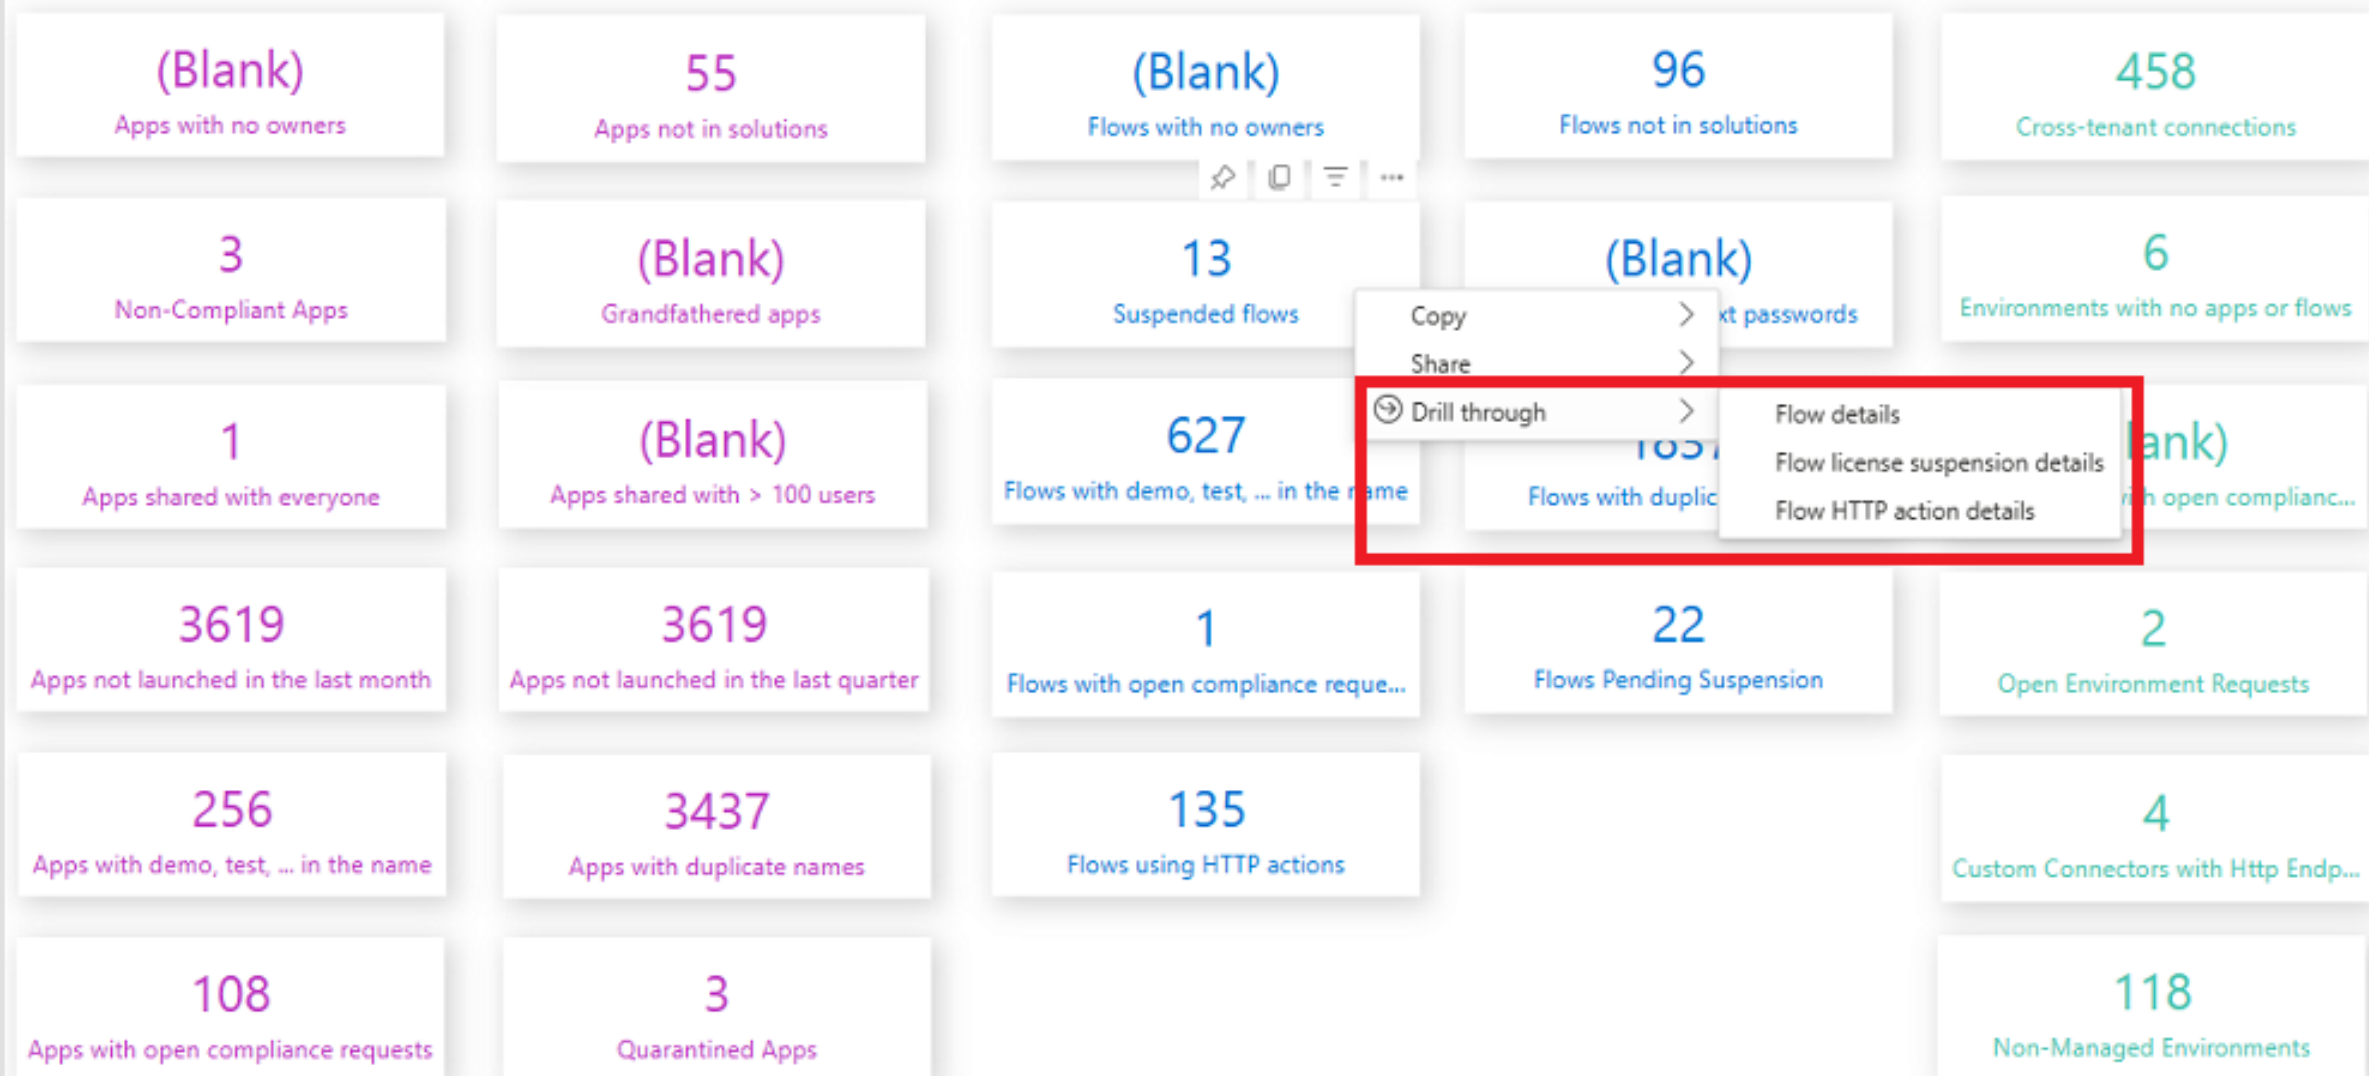 (Blank)
Apps with no owners
55
Apps not in solutions
(Blank)
Flows with no owners
96
Flows not in solutions
458
Cross-tenant connections
3
Non-Compliant Apps
(Blank)
Grandfathered apps
13
Suspended flows
(Blank)
xt passwords
6
Environments with no apps or flows
Copy
Share
Drill through
Flow details
Flow license suspension details
Flow HTTP action details
1
Apps shared with everyone
(Blank)
Apps shared with > 100 users
627
Flows with demo, test, ... in the name
Flows with duplic
ank)
h open complianc...
3619
Apps not launched in the last month
3619
Apps not launched in the last quarter
1
Flows with open compliance reque...
22
Flows Pending Suspension
2
Open Environment Requests
256
Apps with demo, test, ... in the name
3437
Apps with duplicate names
135
Flows using HTTP actions
4
Custom Connectors with Http Endp...
108
Apps with open compliance requests
3
Quarantined Apps
118
Non-Managed Environments